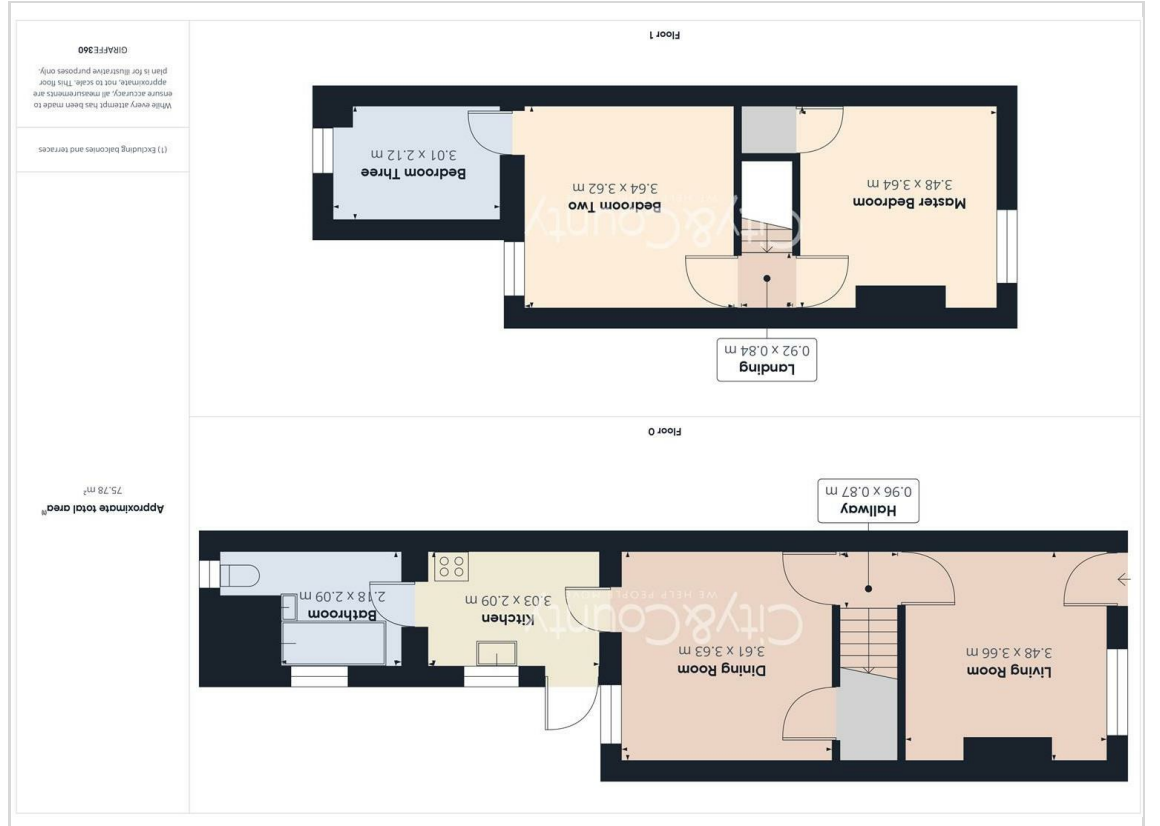 Living Room
3.48 x 3.66 m
Dining Room
3.61 x 3.63 m
City&County
WE HELP PEOPLE MOVE
Kitchen
3.03 x 2.09 m
Bathroom
2.18 x 2.09 m
Hallway
0.96 x 0.87 m
Floor 0
Landing
0.92 x 0.84 m
Master Bedroom
3.48 x 3.64 m
City&County
Bedroom Two
3.64 x 3.62 m
Bedroom Three
3.01 x 2.12 m
Floor 1
Approximate total area⁽¹⁾
75.78 m²
(1) Excluding balconies and terraces
While every attempt has been made to
ensure accuracy, all measurements are
approximate, not to scale. This floor
plan is for illustrative purposes only.
GIRAFFE360